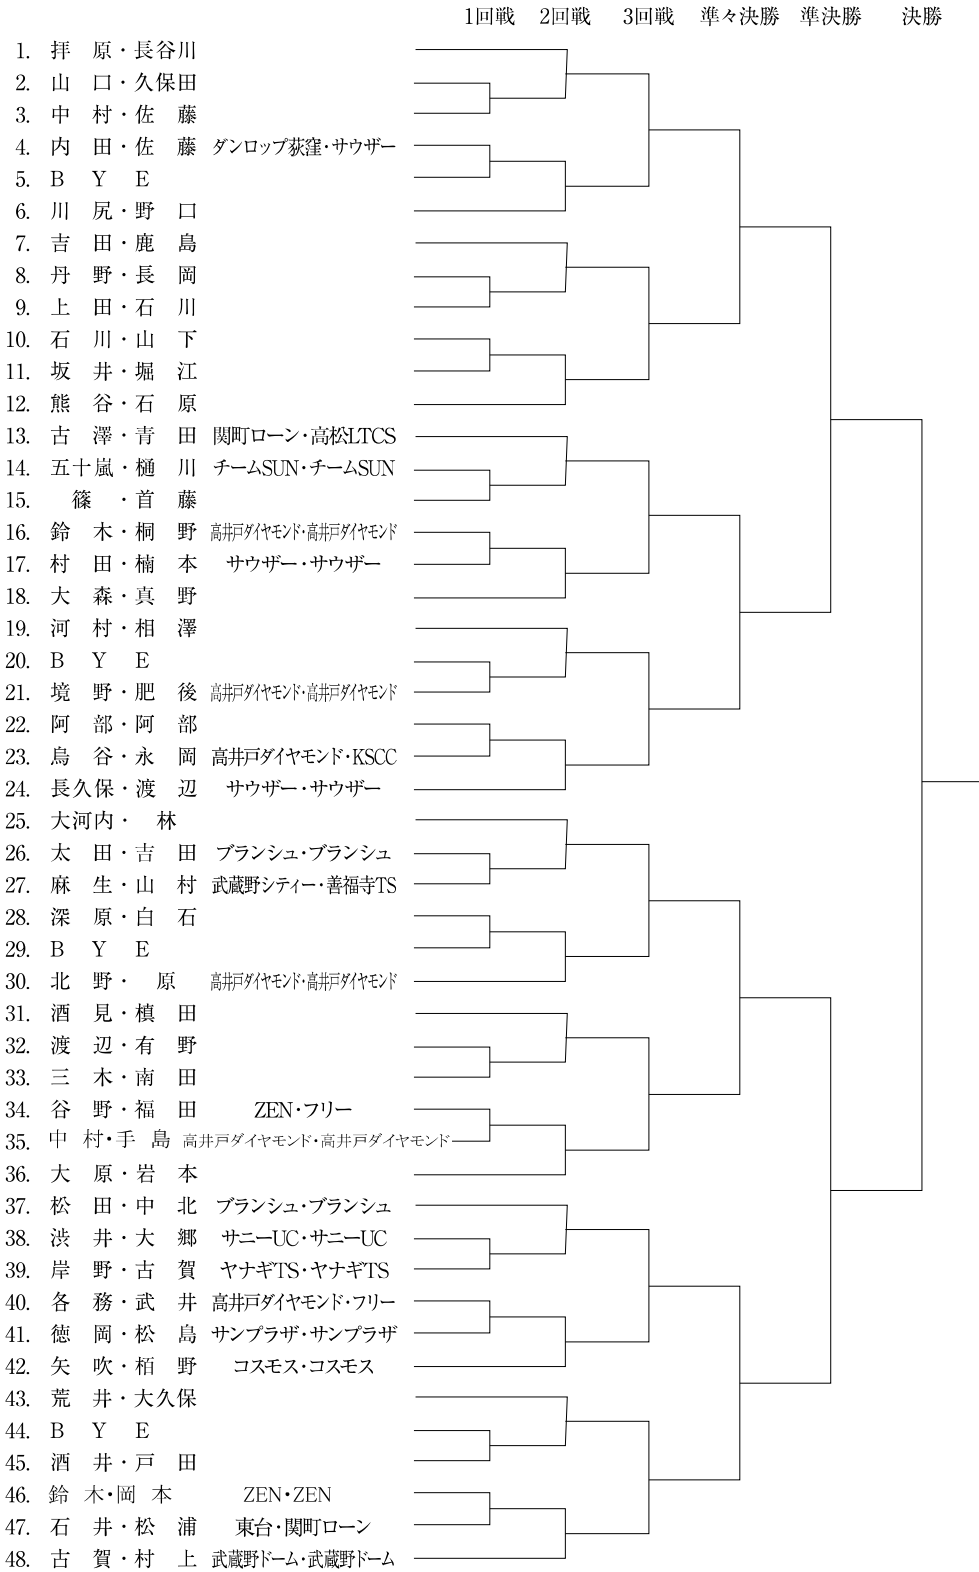 1回戦 2回戦 3回戦 準々決勝 準決勝 決勝
1. 拝 原・長谷川
2. 山 口・久保田
3. 中 村・佐 藤
4. 内 田・佐 藤 ダンロップ荻窪・サウザー
5. B Y E
6. 川 尻・野 口
7. 吉 田・鹿 島
8. 丹 野・長 岡
9. 上 田・石 川
10. 石 川・山 下
11. 坂 井・堀 江
12. 熊 谷・石 原
13. 古 澤・青 田 関町ローン・高松LTCS
14. 五十嵐・樋 川 チームSUN・チームSUN
15. 篠 ・首 藤
16. 鈴 木・桐 野 高井戸ダイヤモンド・高井戸ダイヤモンド
17. 村 田・楠 本 サウザー・サウザー
18. 大 森・真 野
19. 河 村・相 澤
20. B Y E
21. 境 野・肥 後 高井戸ダイヤモンド・高井戸ダイヤモンド
22. 阿 部・阿 部
23. 鳥 谷・永 岡 高井戸ダイヤモンド・KSCC
24. 長久保・渡 辺 サウザー・サウザー
25. 大河内・ 林
26. 太 田・吉 田 ブランシュ・ブランシュ
27. 麻 生・山 村 武蔵野シティー・善福寺TS
28. 深 原・白 石
29. B Y E
30. 北 野・ 原 高井戸ダイヤモンド・高井戸ダイヤモンド
31. 酒 見・槙 田
32. 渡 辺・有 野
33. 三 木・南 田
34. 谷 野・福 田 ZEN・フリー
35. 中 村・手 島 高井戸ダイヤモンド・高井戸ダイヤモンド
36. 大 原・岩 本
37. 松 田・中 北 ブランシュ・ブランシュ
38. 渋 井・大 郷 サニーUC・サニーUC
39. 岸 野・古 賀 ヤナギTS・ヤナギTS
40. 各 務・武 井 高井戸ダイヤモンド・フリー
41. 徳 岡・松 島 サンプラザ・サンプラザ
42. 矢 吹・栢 野 コスモス・コスモス
43. 荒 井・大久保
44. B Y E
45. 酒 井・戸 田
46. 鈴 木・岡 本 ZEN・ZEN
47. 石 井・松 浦 東台・関町ローン
48. 古 賀・村 上 武蔵野ドーム・武蔵野ドーム